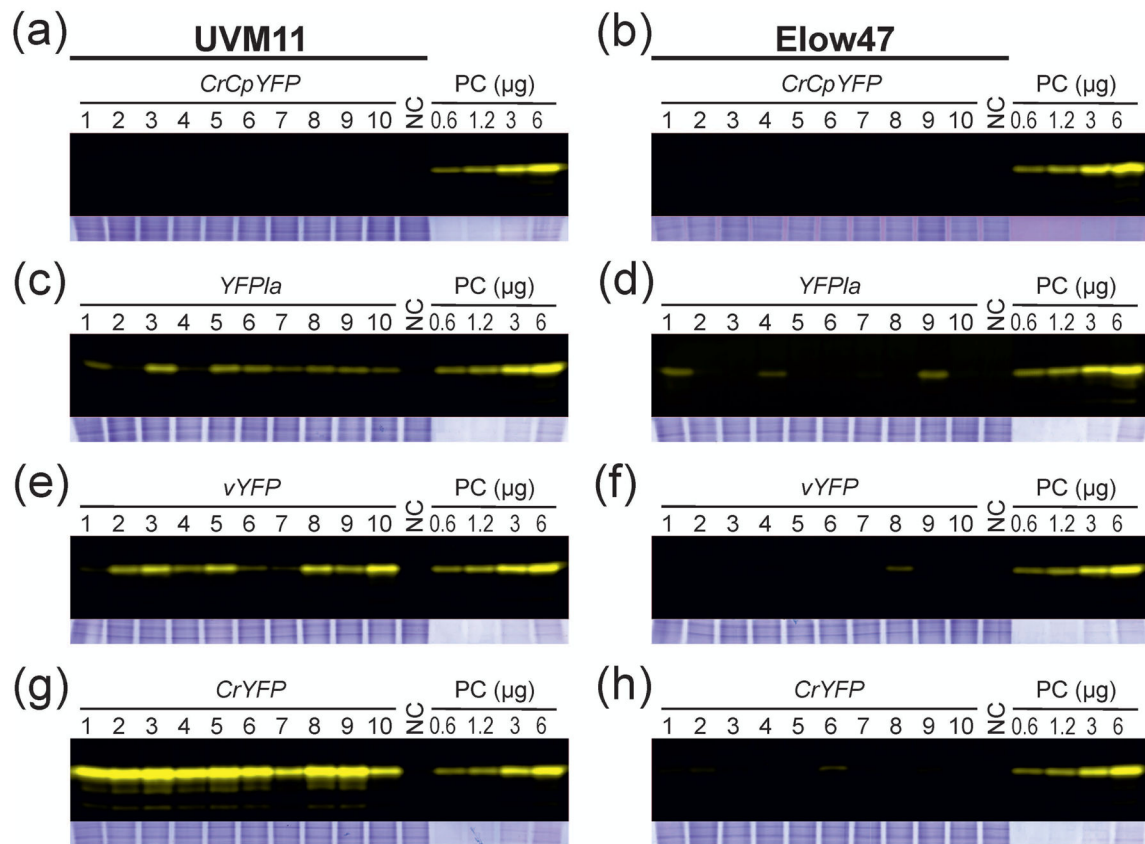 (a) UVM11
CrCpYFP NC PC (µg)
1 2 3 4 5 6 7 8 9 10 0.6 1.2 3 6
(b) Elow47
CrCpYFP NC PC (µg)
1 2 3 4 5 6 7 8 9 10 0.6 1.2 3 6
(c) YFPla NC PC (µg)
1 2 3 4 5 6 7 8 9 10 0.6 1.2 3 6
(d) YFPla NC PC (µg)
1 2 3 4 5 6 7 8 9 10 0.6 1.2 3 6
(e) vYFP NC PC (µg)
1 2 3 4 5 6 7 8 9 10 0.6 1.2 3 6
(f) vYFP NC PC (µg)
1 2 3 4 5 6 7 8 9 10 0.6 1.2 3 6
(g) CrYFP NC PC (µg)
1 2 3 4 5 6 7 8 9 10 0.6 1.2 3 6
(h) CrYFP NC PC (µg)
1 2 3 4 5 6 7 8 9 10 0.6 1.2 3 6